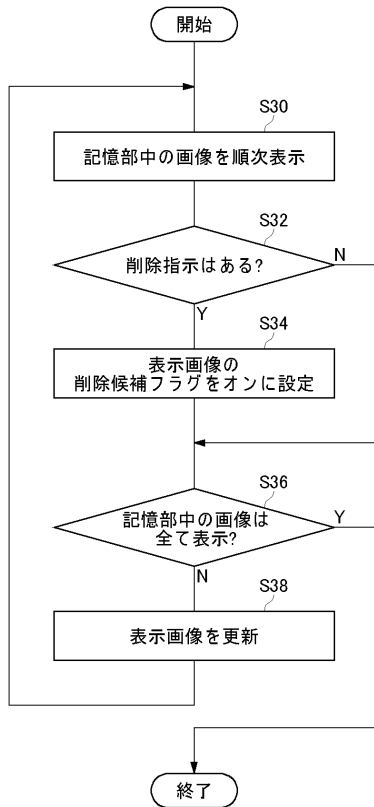 開始
S30
記憶部中の画像を順次表示
S32
削除指示はある?
N
Y
S34
表示画像の
削除候補フラグをオンに設定
S36
記憶部中の画像は
全て表示?
Y
N
S38
表示画像を更新
終了